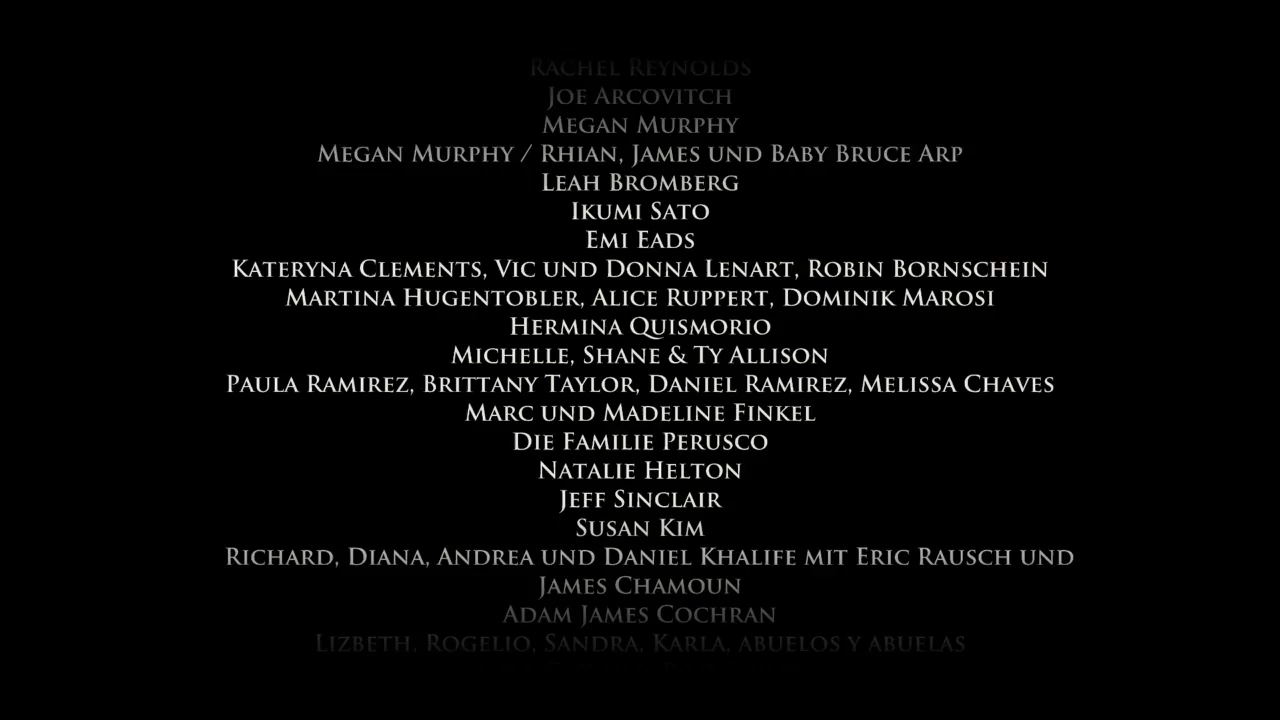 Rachel Reynolds
Joe Arcovitch
Megan Murphy
Megan Murphy / Rhian, James und Baby Bruce Arp
Leah Bromberg
Ikumi Sato
Emi Eads
Kateryna Clements, Vic und Donna Lenart, Robin Bornschein
Martina Hugentobler, Alice Ruppert, Dominik Marosi
Hermina Quismorio
Michelle, Shane & Ty Allison
Paula Ramirez, Brittany Taylor, Daniel Ramirez, Melissa Chaves
Marc und Madeline Finkel
Die Familie Perusco
Natalie Helton
Jeff Sinclair
Susan Kim
Richard, Diana, Andrea und Daniel Khalife mit Eric Rausch und
James Chamoun
Adam James Cochran
Lizbeth, Rogelio, Sandra, Karla, abuelos y abuelas